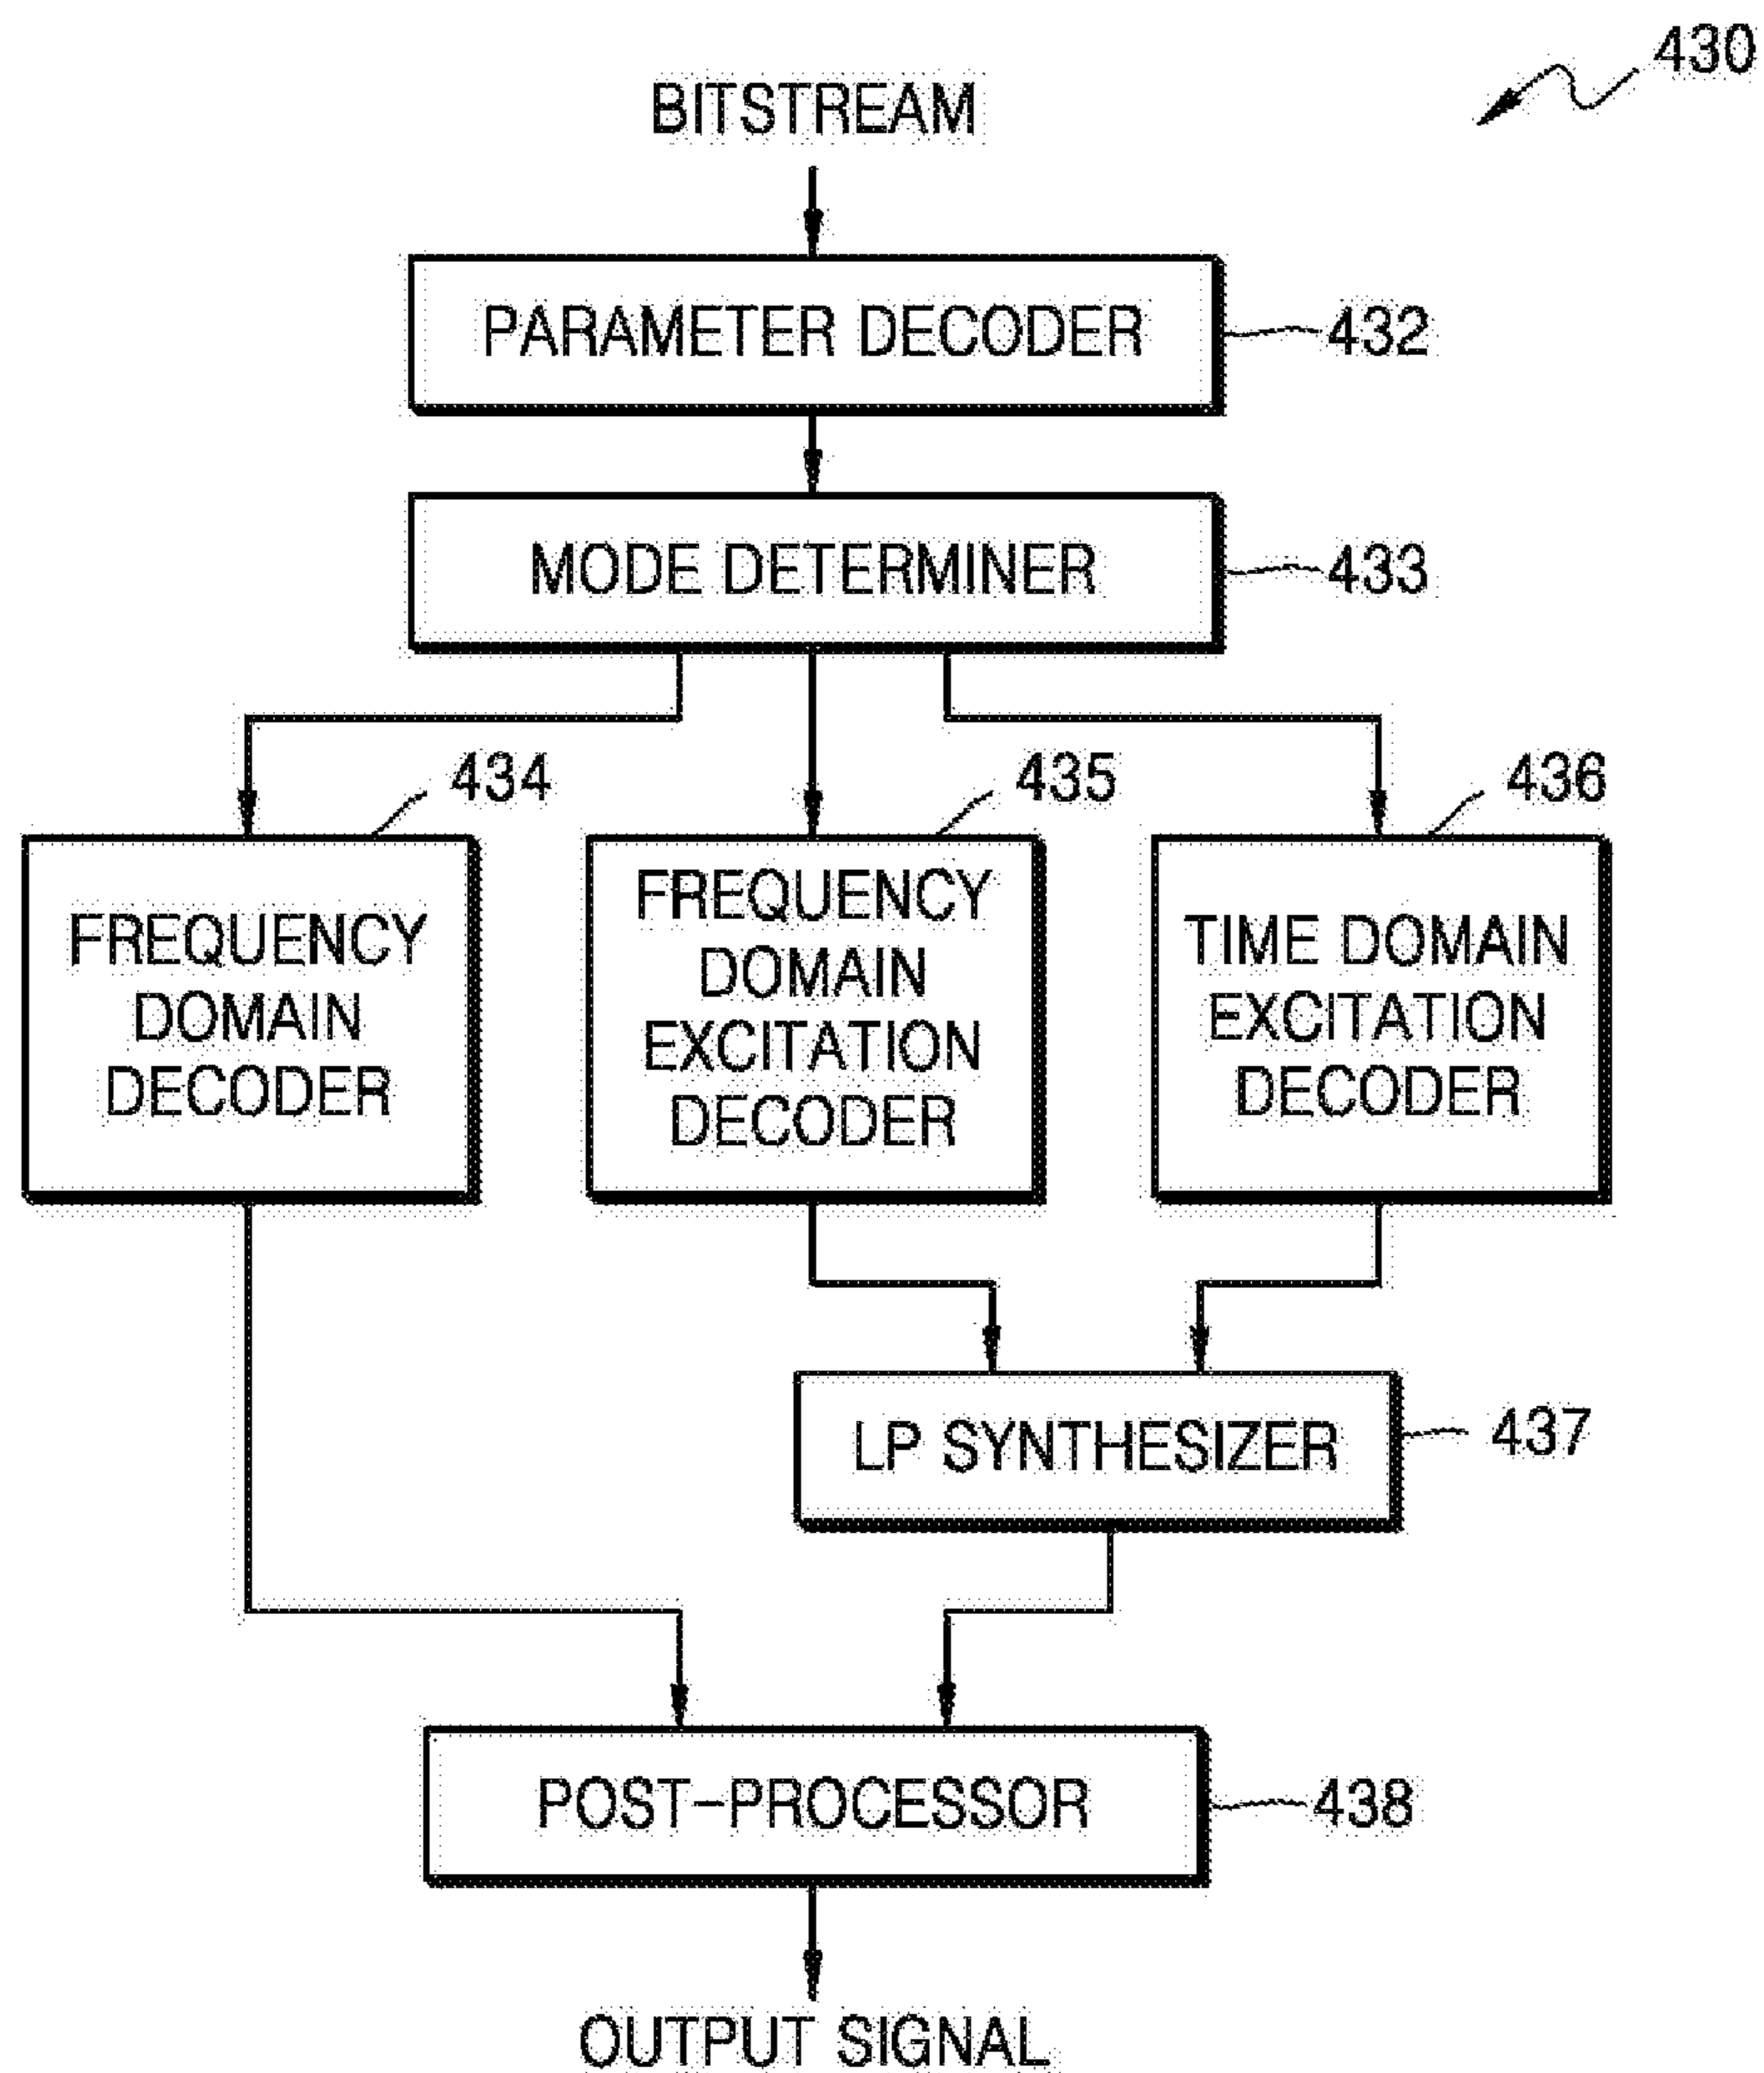 430
BITSTREAM
PARAMETER DECODER
432
MODE DETERMINER
433
434
435
436
FREQUENCY
DOMAIN
DECODER
FREQUENCY
DOMAIN
EXCITATION
DECODER
TIME DOMAIN
EXCITATION
DECODER
LP SYNTHESIZER
437
POST-PROCESSOR
438
OUTPUT SIGNAL